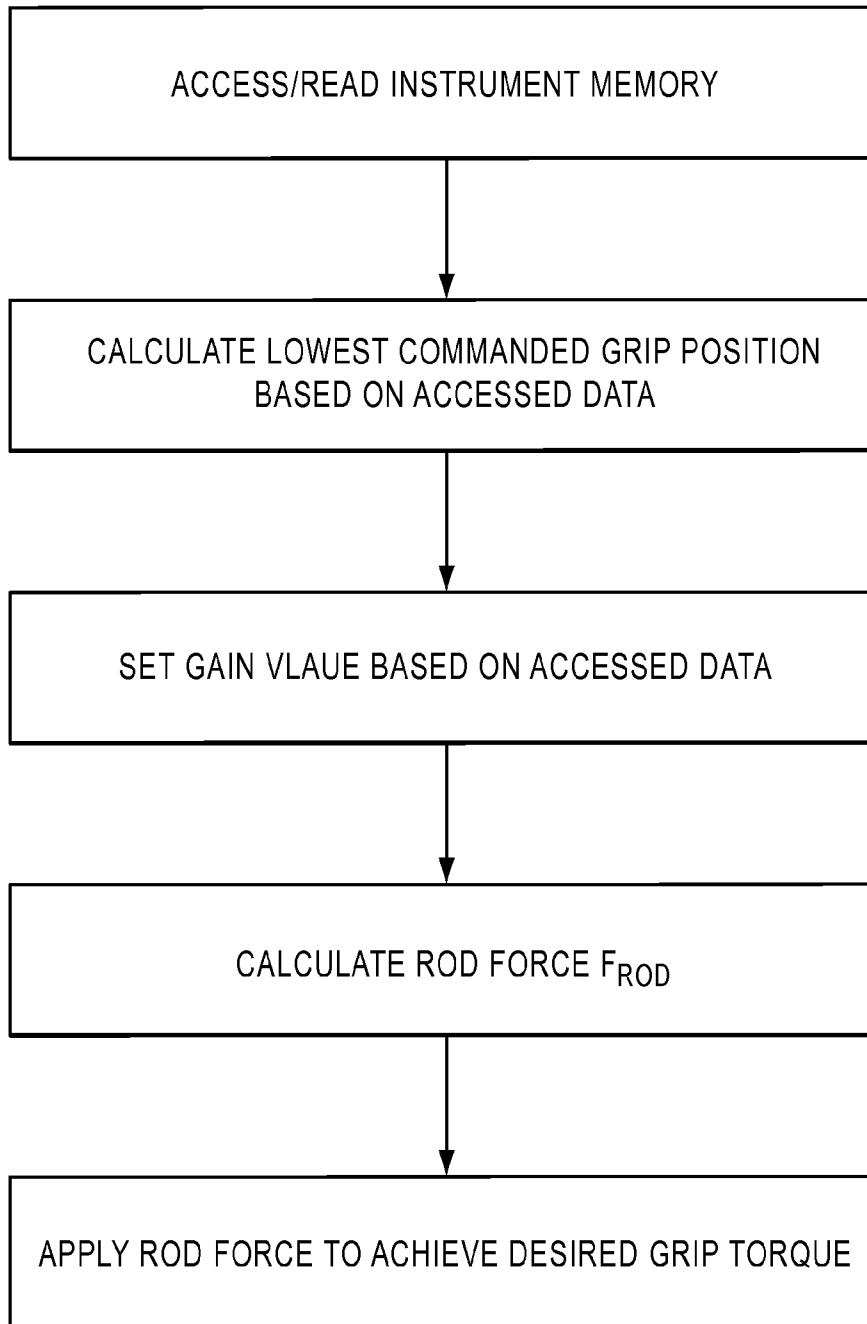 ACCESS/READ INSTRUMENT MEMORY
CALCULATE LOWEST COMMANDED GRIP POSITION
BASED ON ACCESSED DATA
SET GAIN VLAUE BASED ON ACCESSED DATA
CALCULATE ROD FORCE F_ROD
APPLY ROD FORCE TO ACHIEVE DESIRED GRIP TORQUE